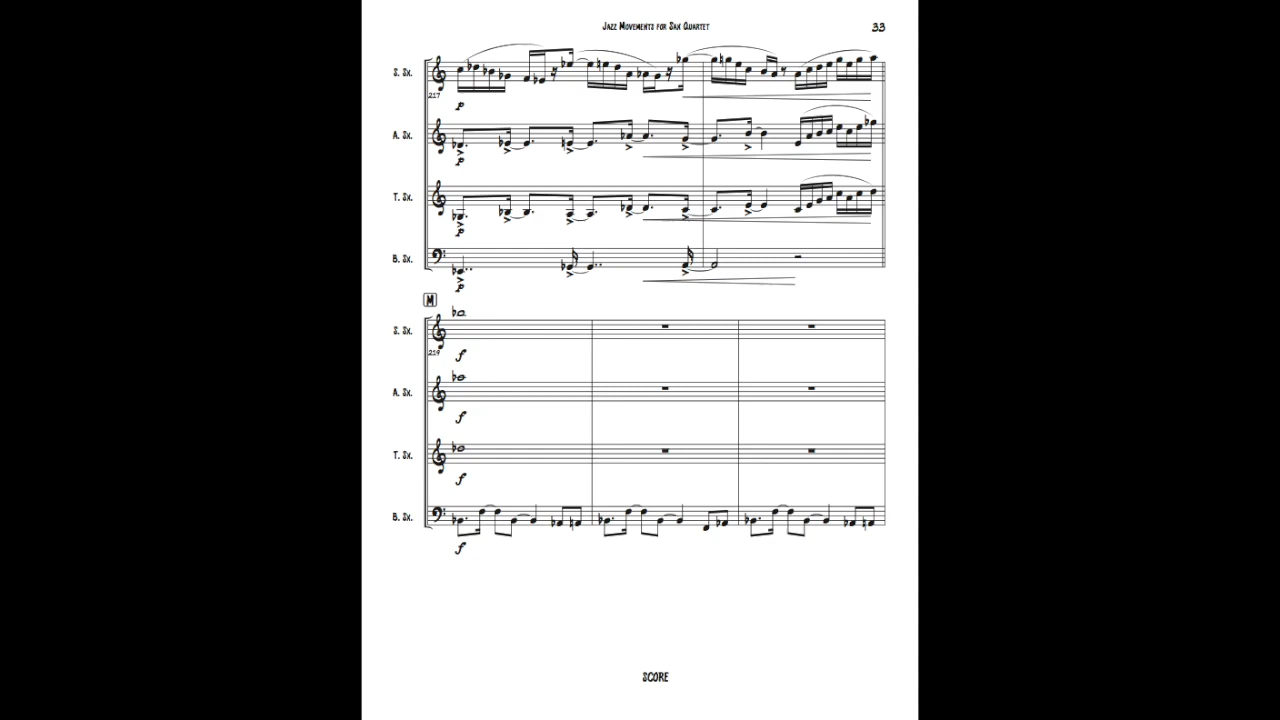 Jazz Movements for Sax Quartet
33
S. Sx.
217
p
A. Sx.
p
T. Sx.
p
B. Sx.
p
M
S. Sx.
219
f
A. Sx.
f
T. Sx.
f
B. Sx.
f
SCORE